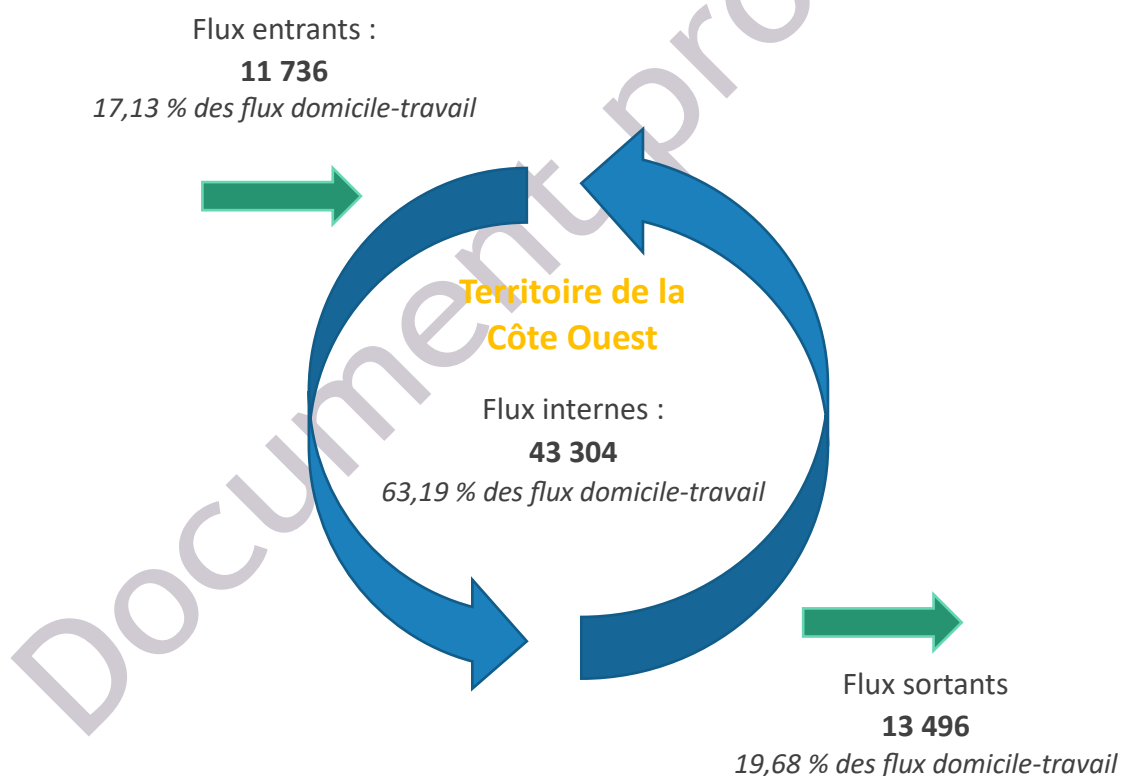 Flux entrants :
11 736
17,13 % des flux domicile-travail
Territoire de la
Côte Ouest
Flux internes :
43 304
63,19 % des flux domicile-travail
Flux sortants
13 496
19,68 % des flux domicile-travail
Document pro